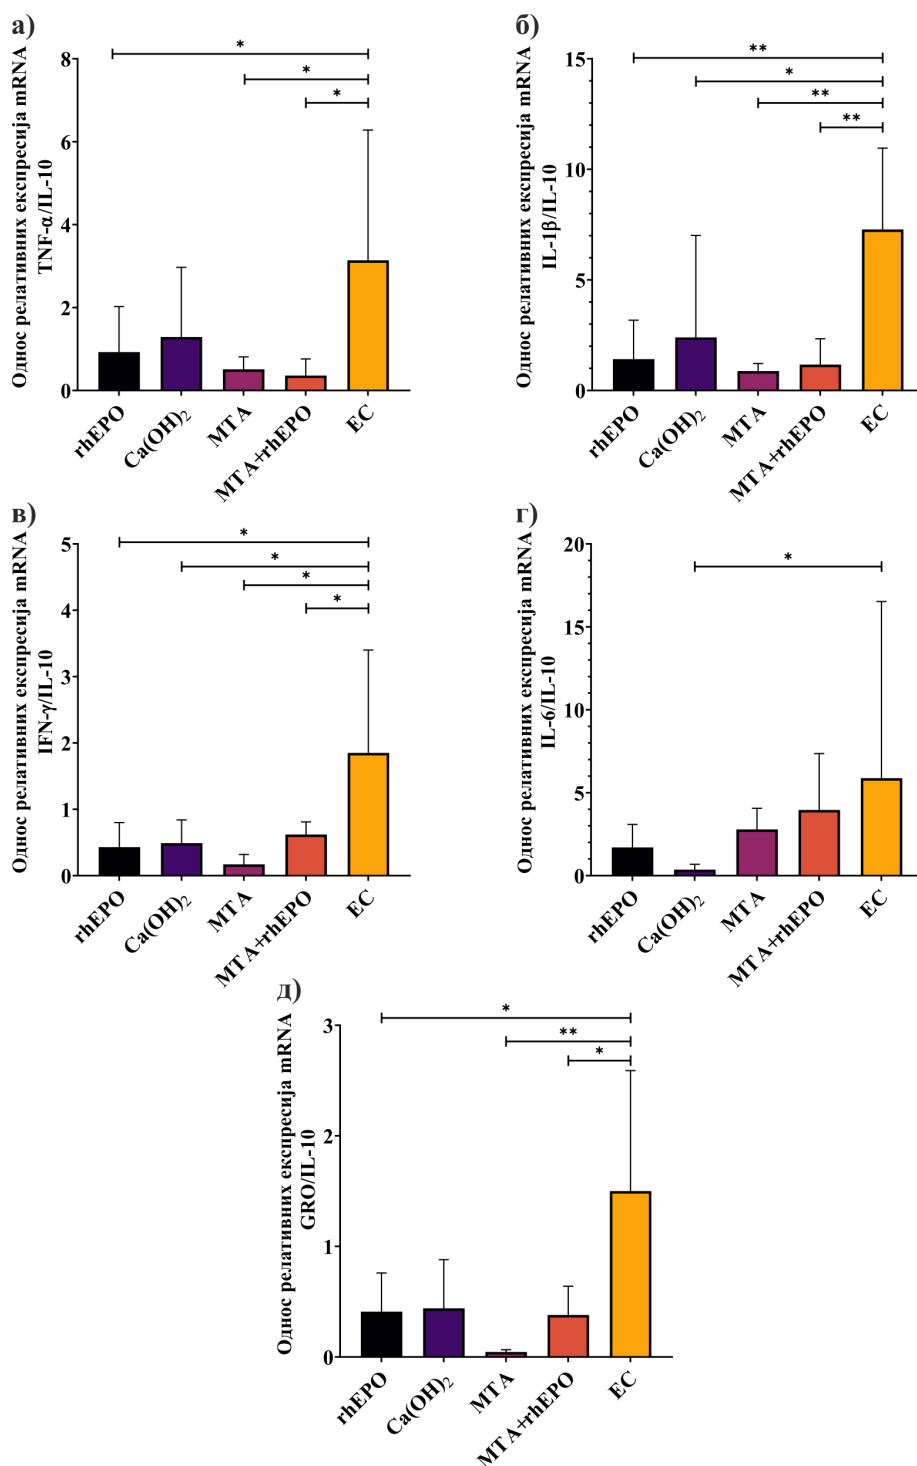 а)
Однос релативних експресија mRNA
TNF-α/IL-10
8
6
4
2
0
*
*
*
rhEPO
Ca(OH)₂
MTA
MTA+rhEPO
EC
б)
Однос релативних експресија mRNA
IL-1β/IL-10
15
10
5
0
**
*
**
**
rhEPO
Ca(OH)₂
MTA
MTA+rhEPO
EC
в)
Однос релативних експресија mRNA
IFN-γ/IL-10
5
4
3
2
1
0
*
*
*
*
rhEPO
Ca(OH)₂
MTA
MTA+rhEPO
EC
г)
Однос релативних експресија mRNA
IL-6/IL-10
20
15
10
5
0
*
rhEPO
Ca(OH)₂
MTA
MTA+rhEPO
EC
д)
Однос релативних експресија mRNA
GRO/IL-10
3
2
1
0
*
**
*
rhEPO
Ca(OH)₂
MTA
MTA+rhEPO
EC